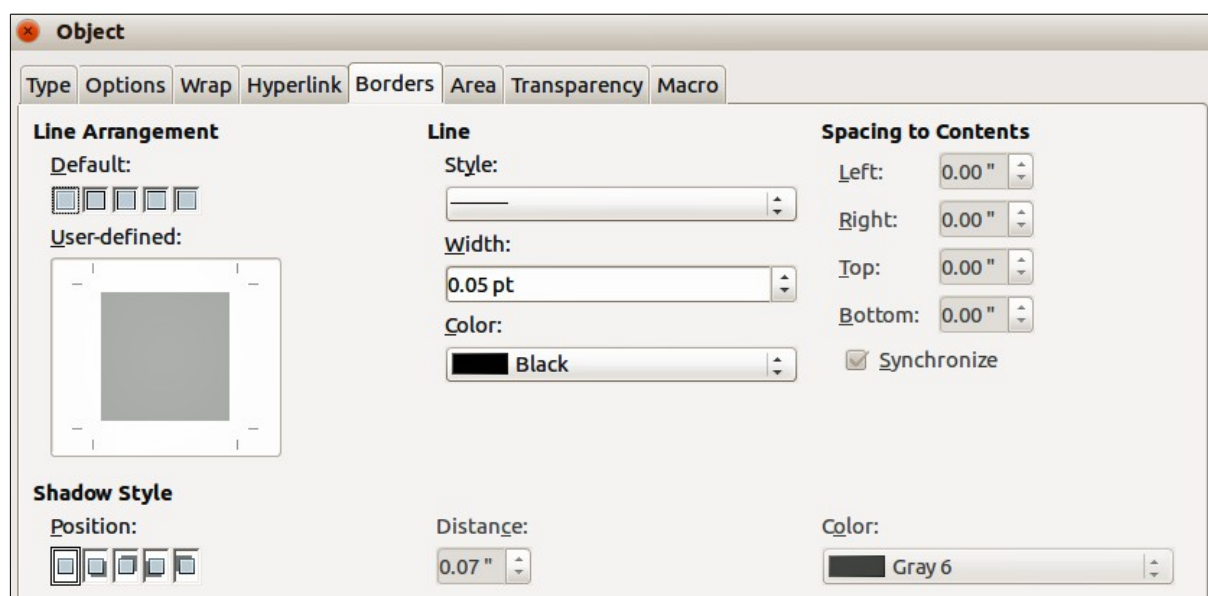 Object
Type Options Wrap Hyperlink Borders Area Transparency Macro
Line Arrangement
Default:
User-defined:
Line
Style:
Width:
0.05 pt
Color:
Black
Spacing to Contents
Left: 0.00 "
Right: 0.00 "
Top: 0.00 "
Bottom: 0.00 "
Synchronize
Shadow Style
Position:
Distance:
0.07 "
Color:
Gray 6